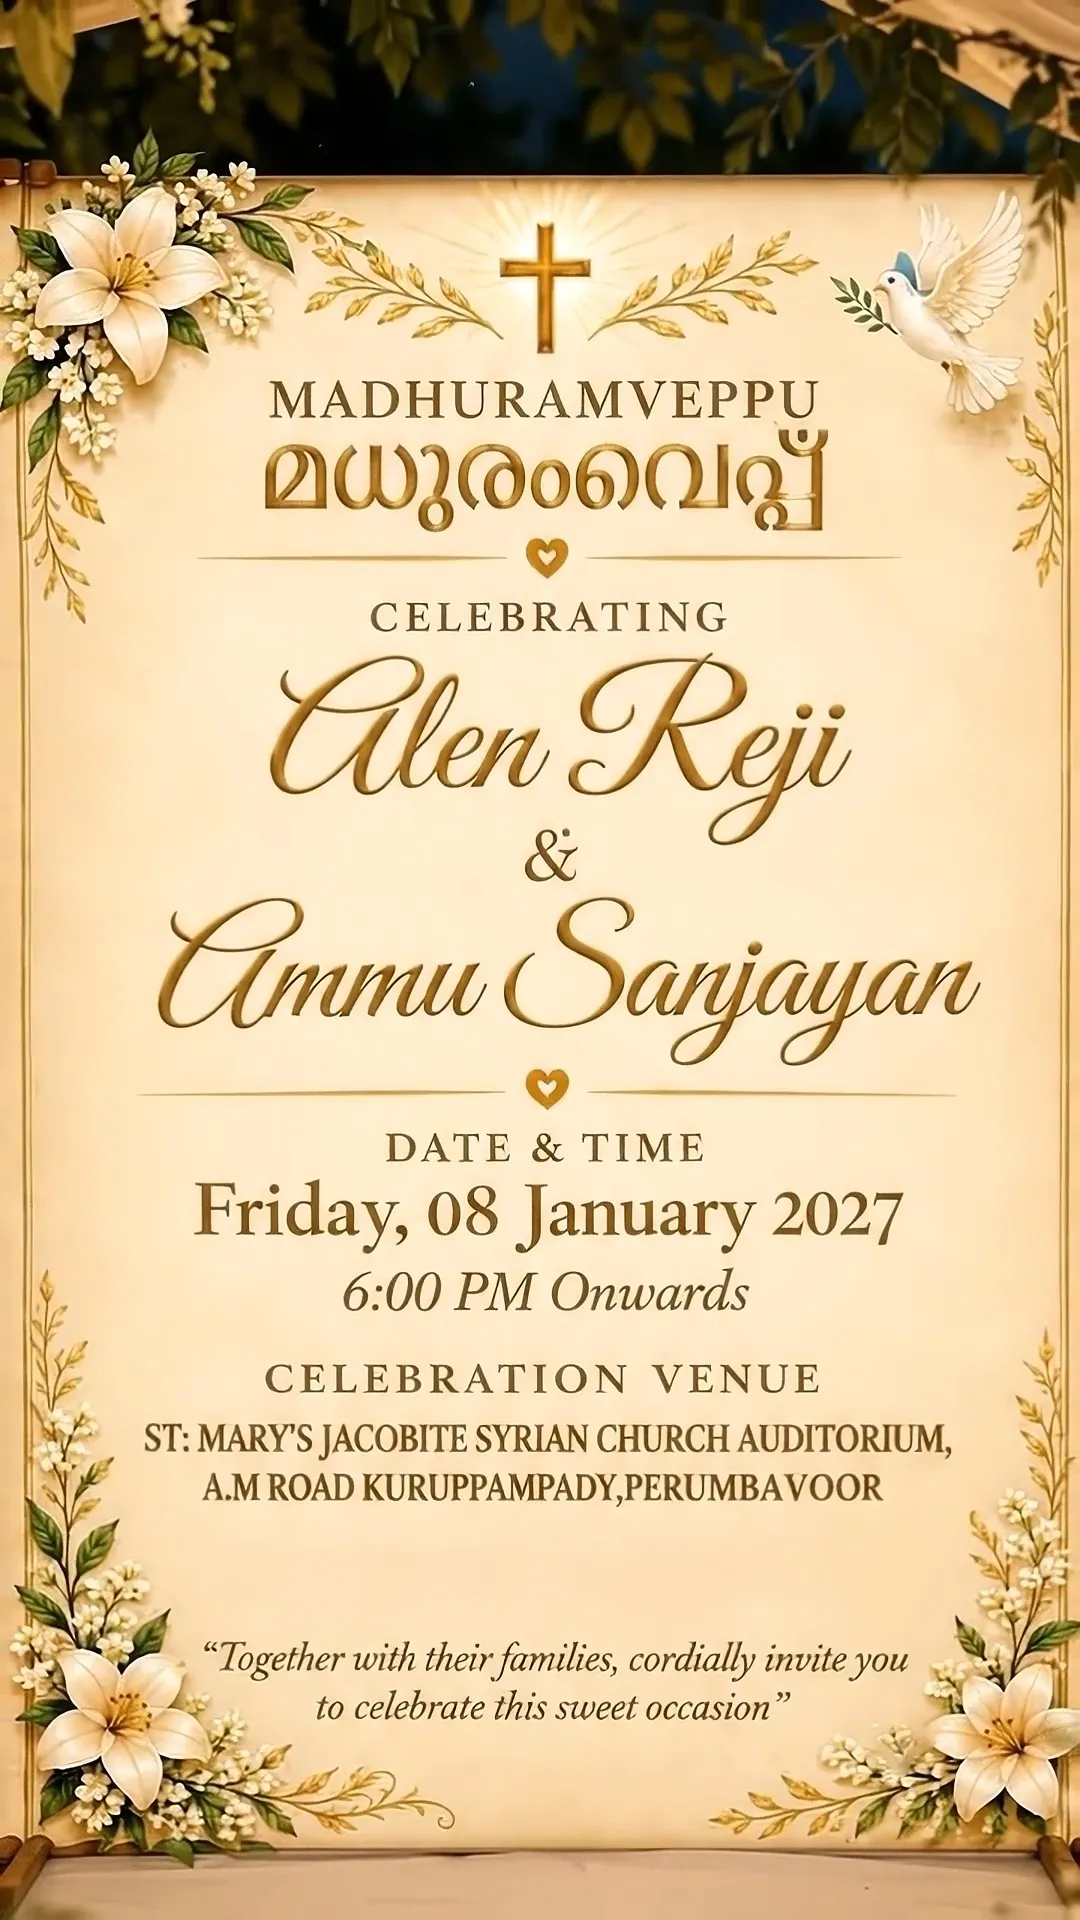 MADHURAMVEPPU
മധുരംവെപ്പ്
CELEBRATING
Alen Reji
&
Ammu Sanjayan
DATE & TIME
Friday, 08 January 2027
6:00 PM Onwards
CELEBRATION VENUE
ST: MARY'S JACOBITE SYRIAN CHURCH AUDITORIUM,
A.M ROAD KURUPPAMPADY,PERUMBAVOOR
“Together with their families, cordially invite you
to celebrate this sweet occasion”